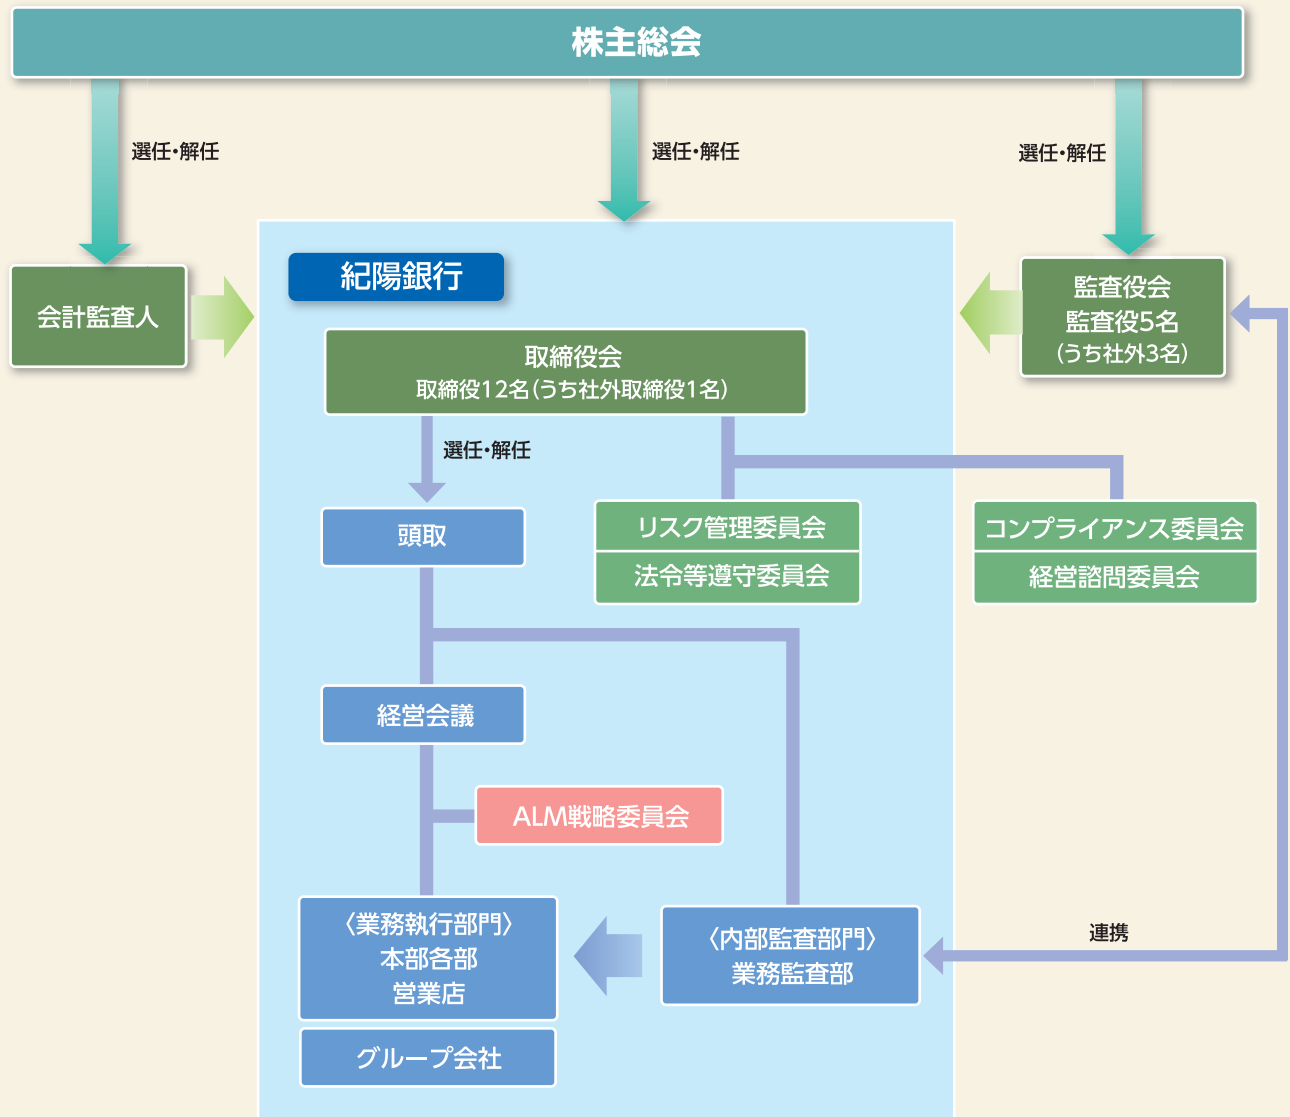 株主総会
選任・解任
選任・解任
選任・解任
会計監査人
紀陽銀行
監査役会
監査役5名
(うち社外3名)
取締役会
取締役12名(うち社外取締役1名)
選任・解任
頭取
リスク管理委員会
法令等遵守委員会
コンプライアンス委員会
経営諮問委員会
経営会議
ALM戦略委員会
〈業務執行部門〉
本部各部
営業店
〈内部監査部門〉
業務監査部
連携
グループ会社